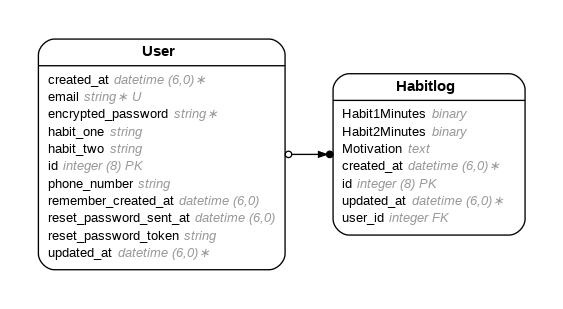 User
created_at datetime (6,0)∗
email string∗ U
encrypted_password string∗
habit_one string
habit_two string
id integer (8) PK
phone_number string
remember_created_at datetime (6,0)
reset_password_sent_at datetime (6,0)
reset_password_token string
updated_at datetime (6,0)∗
Habitlog
Habit1Minutes binary
Habit2Minutes binary
Motivation text
created_at datetime (6,0)∗
id integer (8) PK
updated_at datetime (6,0)∗
user_id integer FK